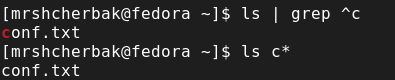 [mrshcherbak@fedora ~]$ ls | grep ^c
conf.txt
[mrshcherbak@fedora ~]$ ls c*
conf.txt